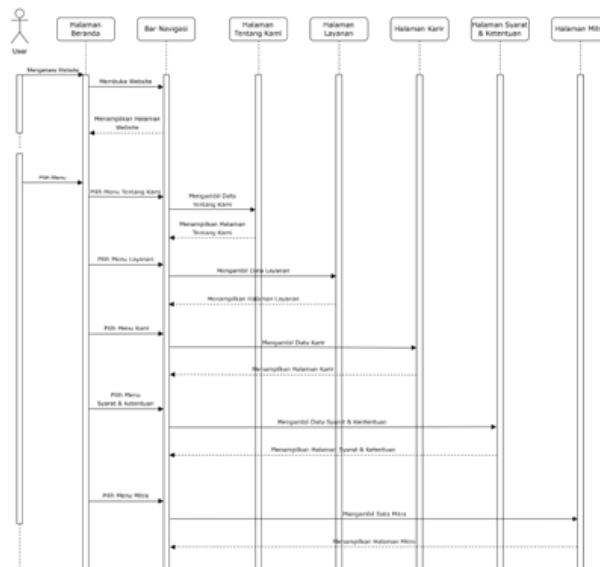 Halaman
Beranda
Bar Navigasi
Halaman
Tentang Kami
Halaman
Layanan
Halaman Karir
Halaman Syarat
& Ketentuan
Halaman Mitra
User
Mengakses Website
Membuka Website
Menampilkan Halaman
Website
Pilih Menu
Pilih Menu Tentang Kami
Mengambil Data
Tentang Kami
Menampilkan Halaman
Tentang Kami
Pilih Menu Layanan
Mengambil Data Layanan
Menampilkan Halaman Layanan
Pilih Menu Karir
Mengambil Data Karir
Menampilkan Halaman Karir
Pilih Menu
Syarat & Ketentuan
Mengambil Data Syarat & Kentent​uan
Menampilkan Halaman Syarat & Ketentuan
Pilih Menu Mitra
Mengambil Data Mitra
Menampilkan Halaman Mitra